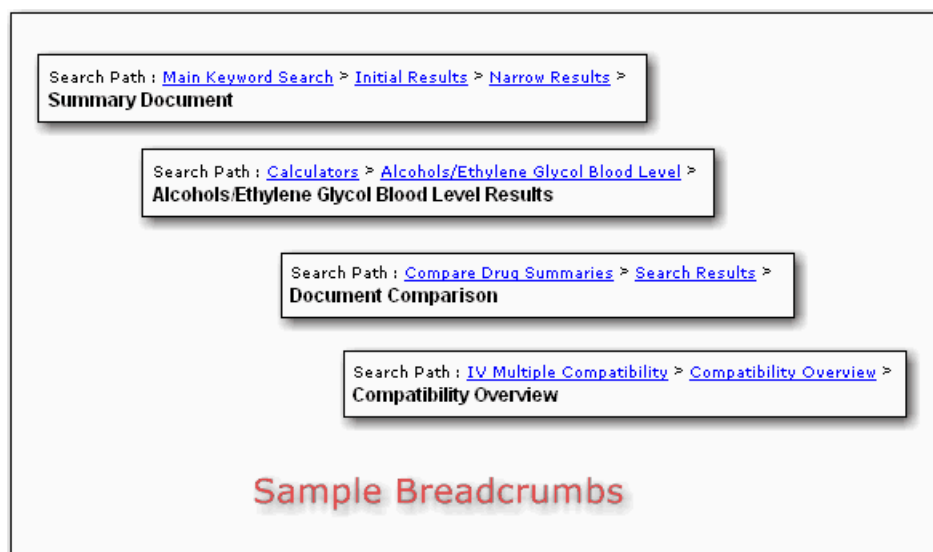 Search Path : Main Keyword Search > Initial Results > Narrow Results >
Summary Document
Search Path : Calculators > Alcohols/Ethylene Glycol Blood Level >
Alcohols/Ethylene Glycol Blood Level Results
Search Path : Compare Drug Summaries > Search Results >
Document Comparison
Search Path : IV Multiple Compatibility > Compatibility Overview >
Compatibility Overview
Sample Breadcrumbs